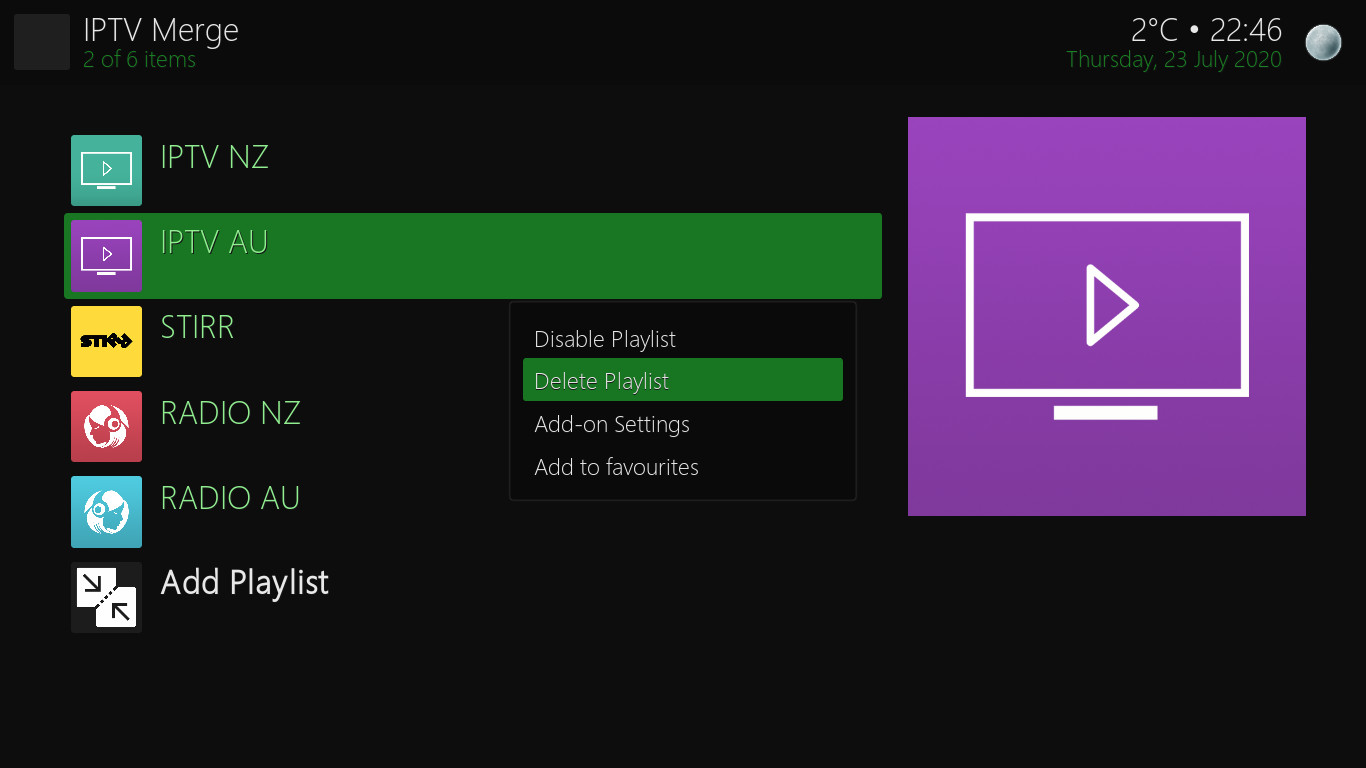 IPTV Merge
2 of 6 items
2°C • 22:46
Thursday, 23 July 2020
IPTV NZ
IPTV AU
STIRR
STIRR
RADIO NZ
RADIO AU
Add Playlist
Disable Playlist
Delete Playlist
Add-on Settings
Add to favourites